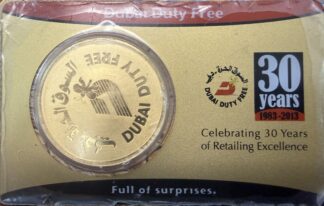 Dubai Duty Free
السوق الحرة دبي
DUBAI DUTY FREE
السوق الحرة . دبي
DUBAI DUTY FREE
30
years
1983-2013
Celebrating 30 Years
of Retailing Excellence
Full of surprises.